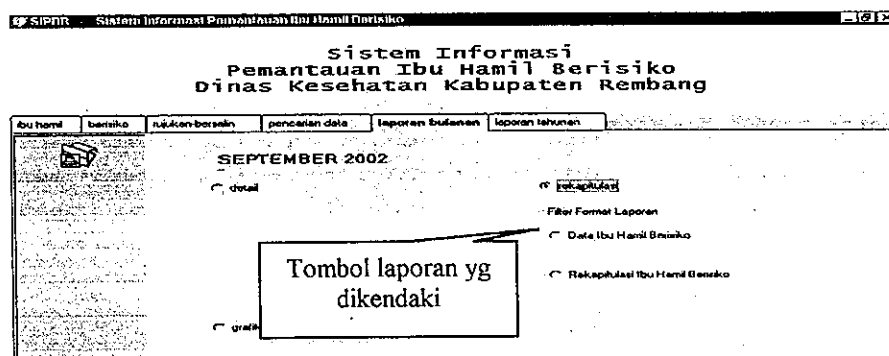 Sistem Informasi Pemantauan Ibu Hamil Berisiko
Sistem Informasi
Pemantauan Ibu Hamil Berisiko
Dinas Kesehatan Kabupaten Rembang
ibu hamil berisiko rujukan-bersalin pencarian data laporan bulanan laporan tahunan
SEPTEMBER 2002
detail rekapitulasi
Filter Format Laporan
Data Ibu Hamil Berisiko
Tombol laporan yg
dikendaki
Rekapitulasi Ibu Hamil Berisiko